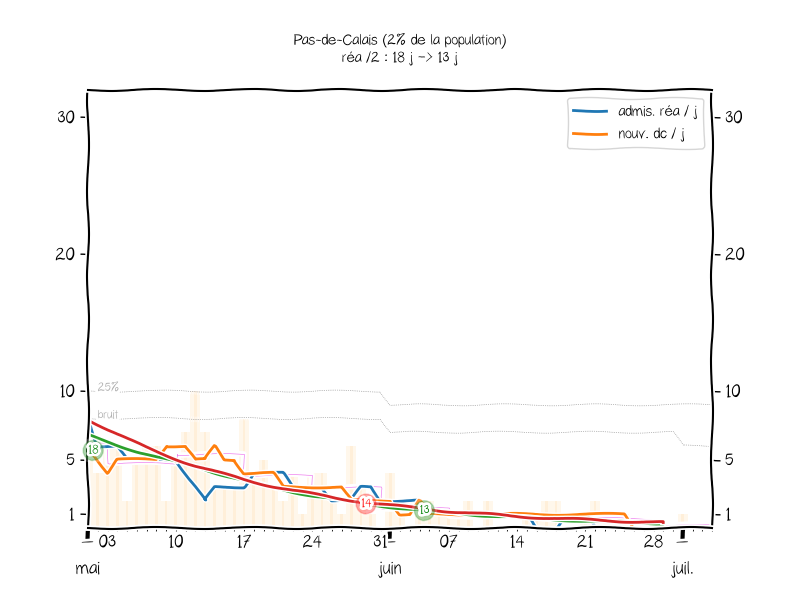 Pas-de-Calais (2% de la population)
réa /2 : 18 j -> 13 j
admis. réa / j
nouv. dc / j
30
30
20
20
10
10
25%
bruit
5
5
18
14
13
1
1
03
10
17
24
31
07
14
21
28
mai
juin
juil.